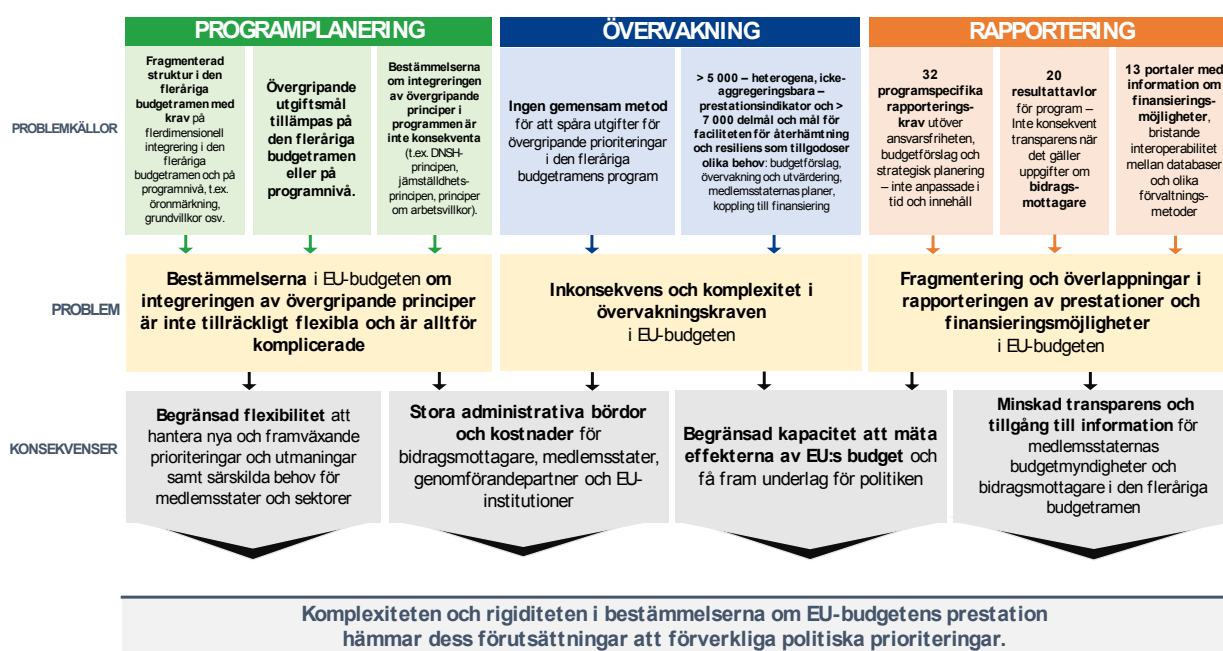 PROGRAMPLANERING
ÖVERVAKNING
RAPPORTERING
PROBLEMKÄLLOR
Fragmenterad
struktur i den
fleråriga
budgetramen med
krav på
flerdimensionell
integrering i den
fleråriga
budgetramen och på
programnivå, t.ex.
öronmärkning,
grundvillkor osv.
Övergripande
utgiftsmål
tillämpas på
den fleråriga
budgetramen
eller på
programnivå.
Bestämmelserna
om integreringen
av övergripande
principer i
programmen är
inte konsekventa
(t.ex. DNSH-
principen,
jämställdhets-
principen, principer
om arbetsvillkor).
Ingen gemensam metod
för att spåra utgifter för
övergripande prioriteringar
i den fleråriga
budgetramens program
> 5 000 – heterogena, icke-
aggregeringsbara –
prestationsindikator och >
7 000 delmål och mål för
faciliteten för återhämtning
och resiliens som tillgodoser
olika behov: budgetförslag,
övervakning och utvärdering,
medlemsstaternas planer,
koppling till finansiering
32
programspecifika
rapporterings-
krav utöver
ansvarsfriheten,
budgetförslag och
strategisk planering
– inte anpassade i
tid och innehåll
20
resultattavlor
för program –
Inte konsekvent
transparens när
det gäller
uppgifter om
bidrags-
mottagare
13 portaler med
information om
finansierings-
möjligheter,
bristande
interoperabilitet
mellan databaser
och olika
förvaltnings-
metoder
PROBLEM
Bestämmelserna i EU-budgeten om
integreringen av övergripande principer
är inte tillräckligt flexibla och är alltför
komplicerade
Inkonsekvens och komplexitet i
övervakningskraven
i EU-budgeten
Fragmentering och överlappningar i
rapporteringen av prestationer och
finansieringsmöjligheter
i EU-budgeten
KONSEKVENSER
Begränsad flexibilitet att
hantera nya och framväxande
prioriteringar och utmaningar
samt särskilda behov för
medlemsstater och sektorer
Stora administrativa bördor
och kostnader för
bidragsmottagare, medlemsstater,
genomförandepartner och EU-
institutioner
Begränsad kapacitet att mäta
effekterna av EU:s budget och
få fram underlag för politiken
Minskad transparens och
tillgång till information för
medlemsstaternas
budgetmyndigheter och
bidragsmottagare i den fleråriga
budgetramen
Komplexiteten och rigiditeten i bestämmelserna om EU-budgetens prestation
hämmar dess förutsättningar att förverkliga politiska prioriteringar.